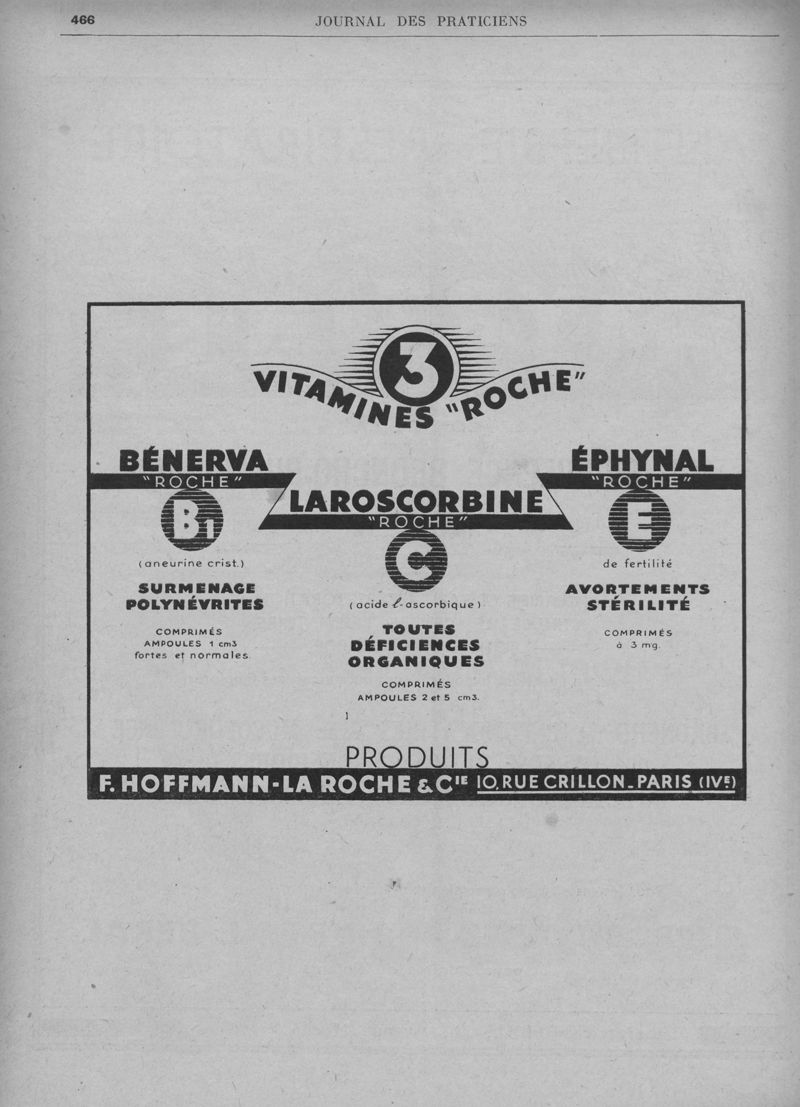 466
JOURNAL DES PRATICIENS
3
VITAMINES "ROCHE"
BÉNERVA
"ROCHE"
B1
(aneurine crist.)
SURMENAGE
POLYNÉVRITES
COMPRIMÉS
AMPOULES 1 cm3
fortes et normales.
LAROSCORBINE
"ROCHE"
C
(acide l-ascorbique)
TOUTES
DÉFICIENCES
ORGANIQUES
COMPRIMÉS
AMPOULES 2 et 5 cm3.
ÉPHYNAL
"ROCHE"
E
de fertilité
AVORTEMENTS
STÉRILITÉ
COMPRIMÉS
à 3 mg.
PRODUITS
F. HOFFMANN-LA ROCHE & CIE 10, RUE CRILLON_PARIS (IVE)